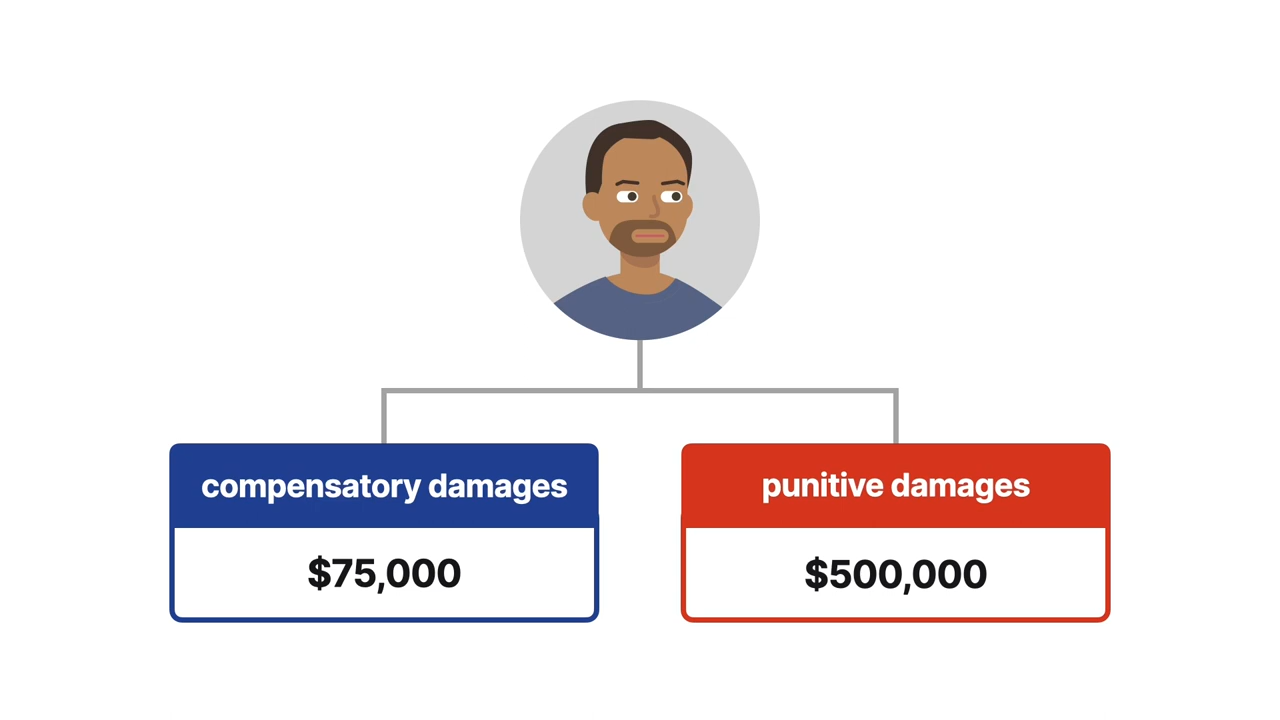 compensatory damages
$75,000
punitive damages
$500,000